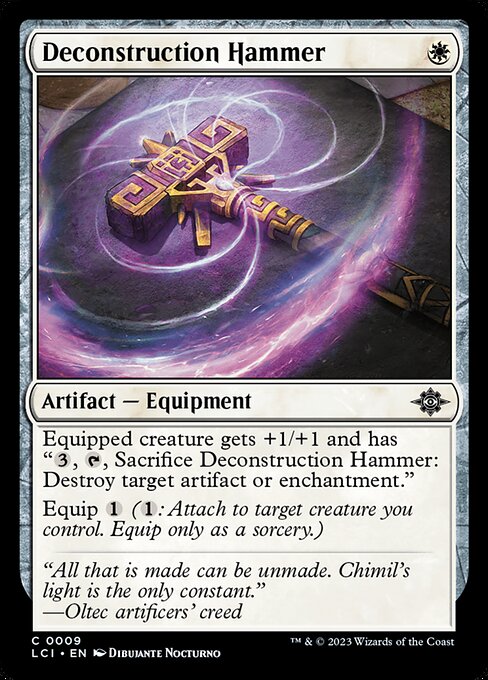 Deconstruction Hammer
Artifact — Equipment
Equipped creature gets +1/+1 and has
“3, , Sacrifice Deconstruction Hammer:
Destroy target artifact or enchantment.”
Equip 1 (1: Attach to target creature you
control. Equip only as a sorcery.)
“All that is made can be unmade. Chimil’s
light is the only constant.”
—Oltec artificers’ creed
C 0009
LCI • EN DIBUJANTE NOCTURNO
™ & © 2023 Wizards of the Coast